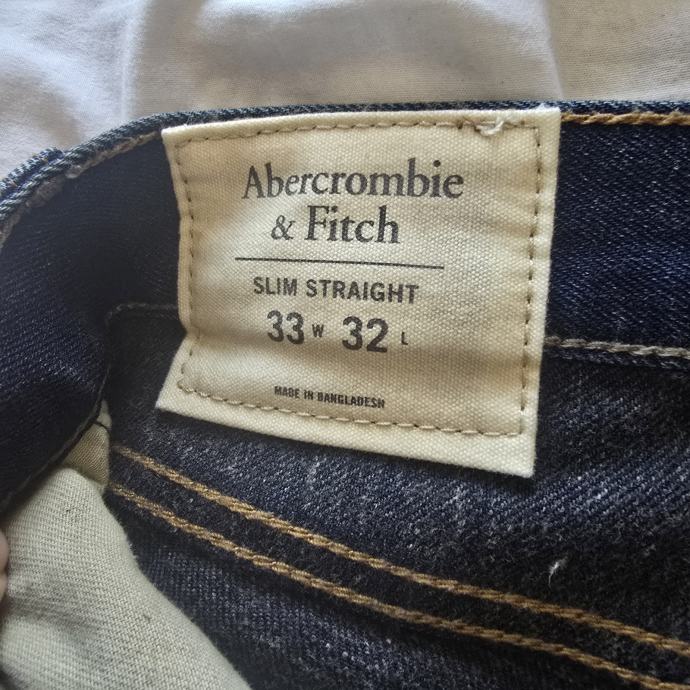 Abercrombie
& Fitch
SLIM STRAIGHT
33 W 32 L
MADE IN BANGLADESH